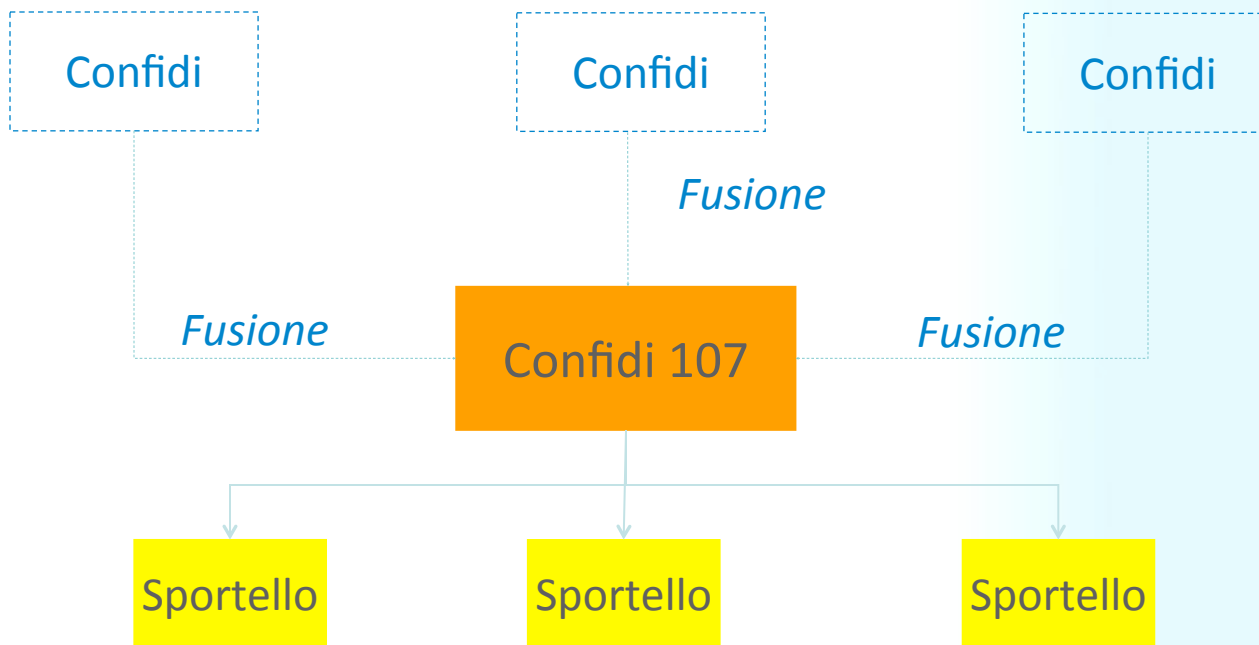 Confidi
Confidi
Confidi
Fusione
Fusione
Fusione
Confidi 107
Sportello
Sportello
Sportello